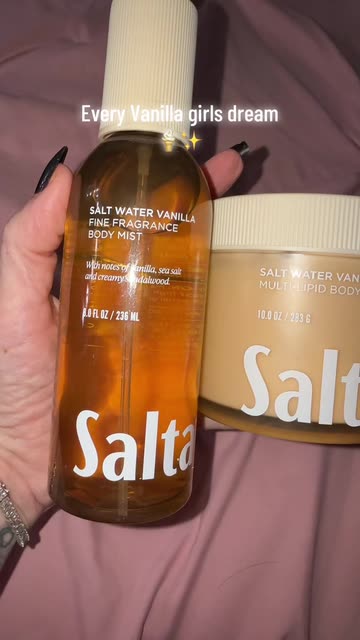 Every Vanilla girls dream
SALT WATER VANILLA
FINE FRAGRANCE
BODY MIST
With notes of vanilla, sea salt
and creamy sandalwood.
8.0 FL OZ / 236 ML
Salta
SALT WATER VAN
MULTI-LIPID BODY
10.0 OZ / 283 G
Salt